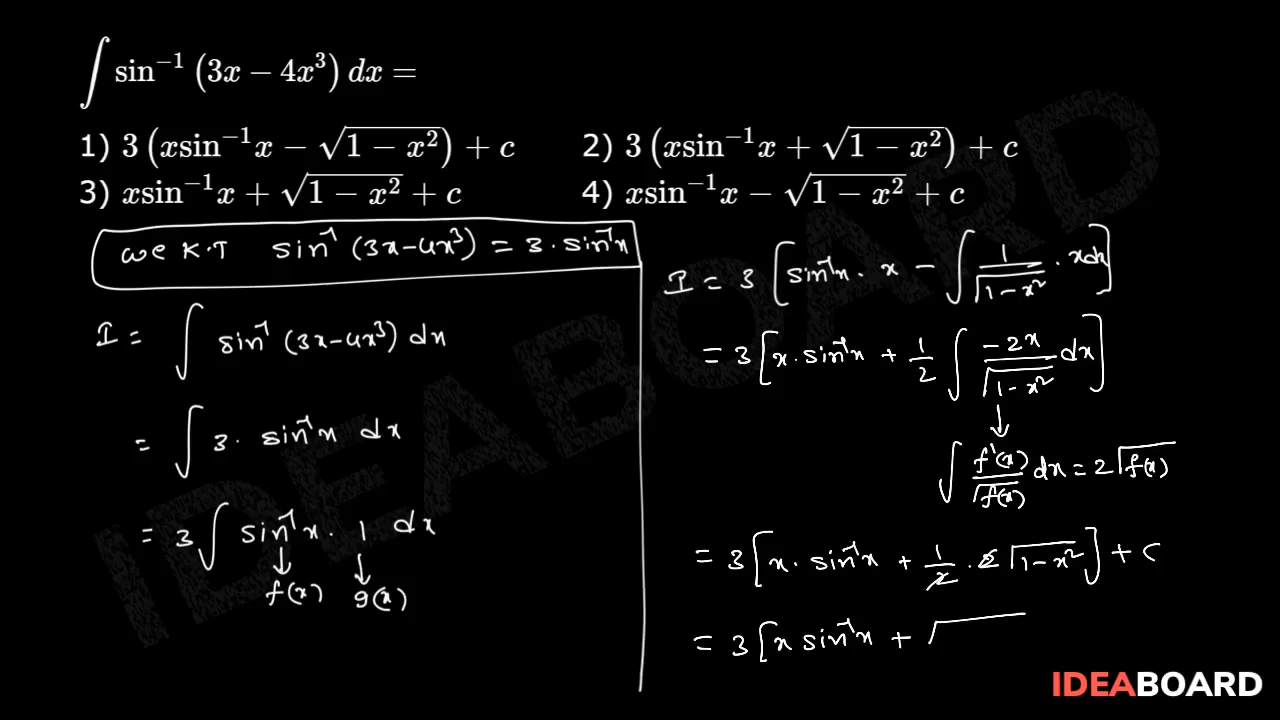 ∫ sin⁻¹ (3x − 4x³) dx =
1) 3 (xsin⁻¹x − √(1 − x²)) + c 2) 3 (xsin⁻¹x + √(1 − x²)) + c
3) xsin⁻¹x + √(1 − x²) + c 4) xsin⁻¹x − √(1 − x²) + c
we K.T sin⁻¹ (3x−4x³) = 3·sin⁻¹x
I = ∫ sin⁻¹ (3x−4x³) dx
= ∫ 3· sin⁻¹x dx
= 3 ∫ sin⁻¹x · 1 dx
↓ ↓
f(x) g(x)
I = 3 [sin⁻¹x · x − ∫ 1/√(1−x²) · xdx]
= 3 [x·sin⁻¹x + 1/2 ∫ −2x/√(1−x²) dx]
↓
∫ f'(x)/√f(x) dx = 2√f(x)
= 3 [x· sin⁻¹x + 1/2 · 2 √(1−x²)] + c
= 3 [x sin⁻¹x + √
IDEABOARD
IDEABOARD